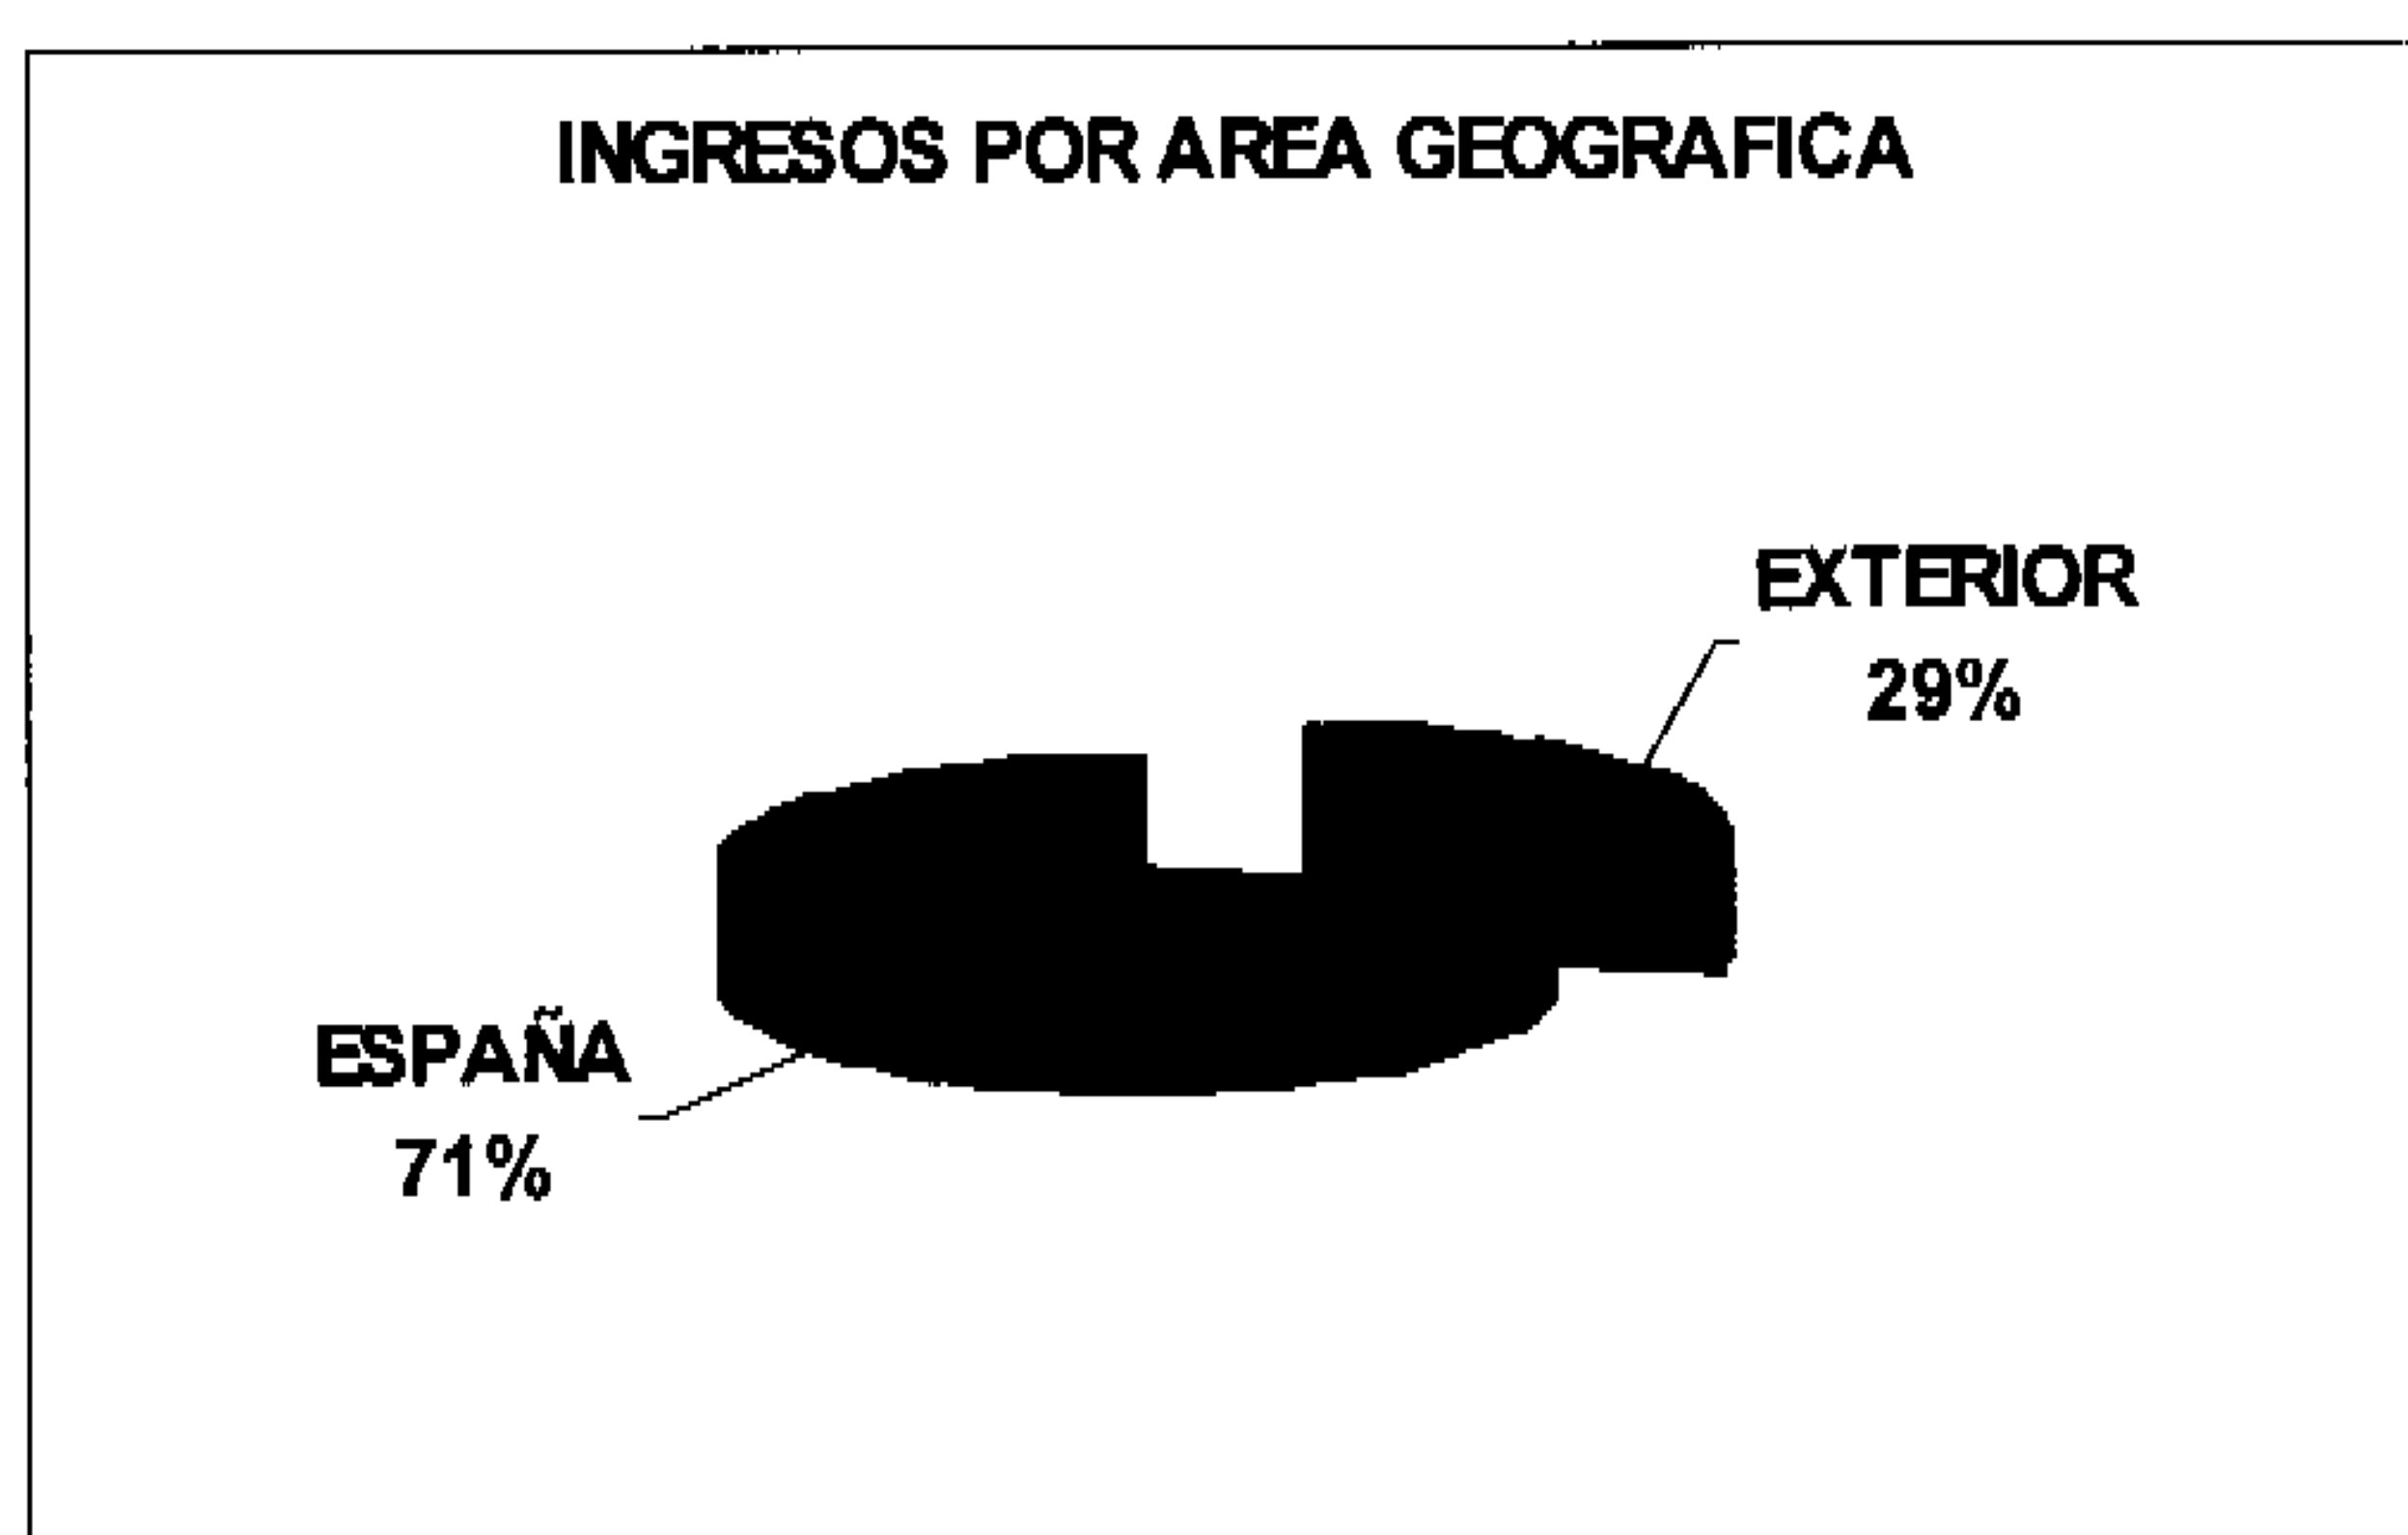 INGRESOS POR AREA GEOGRAFICA
EXTERIOR
29%
ESPAÑA
71%